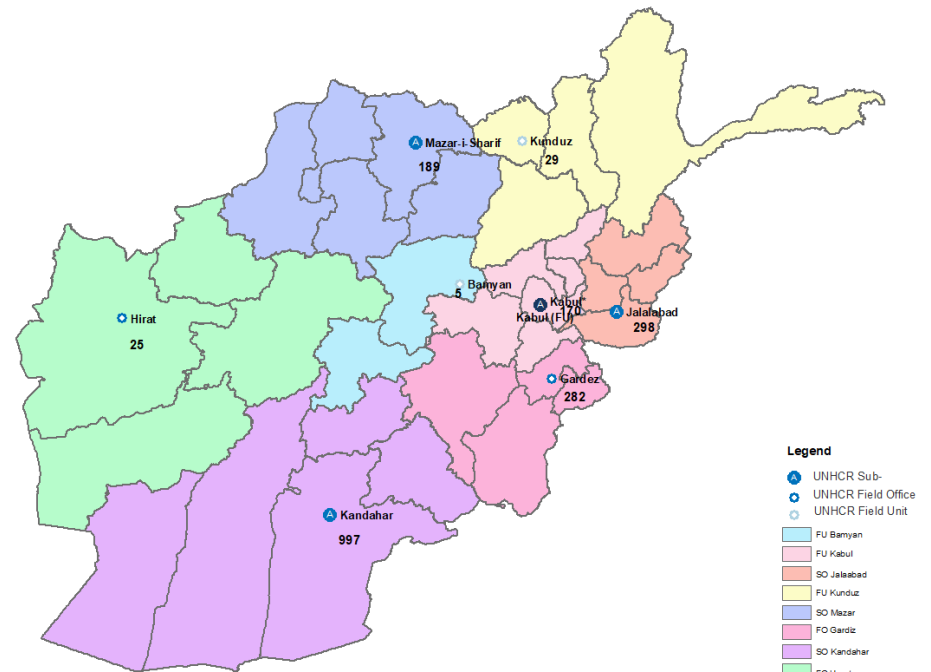 Mazar-i-Sharif
189
Kunduz
29
Bamyan
5
Kabul*
170
Kabul (FU)
Jalalabad
298
Hirat
25
Gardez
282
Kandahar
997
Legend
UNHCR Sub-
UNHCR Field Office
UNHCR Field Unit
FU Bamyan
FU Kabul
SO Jalaabad
FU Kunduz
SO Mazar
FO Gardiz
SO Kandahar